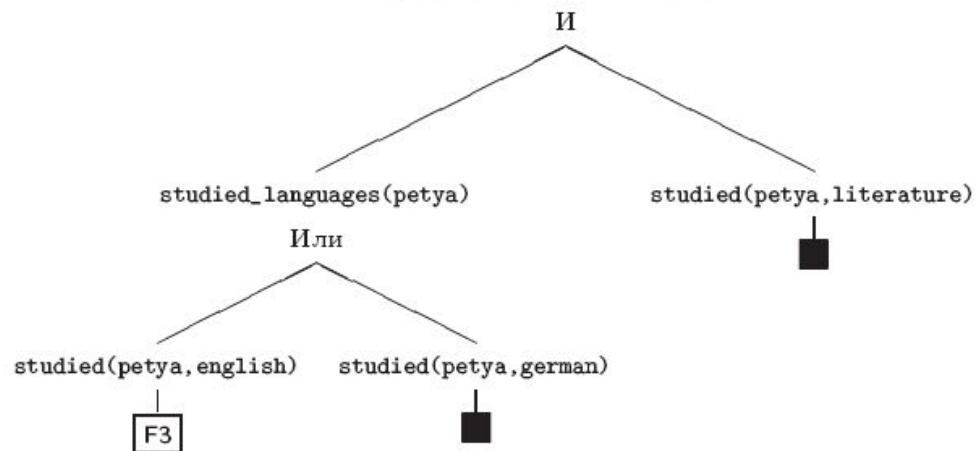 И
studied_languages(petya) studied(petya,literature)
Или
studied(petya,english) studied(petya,german)
F3